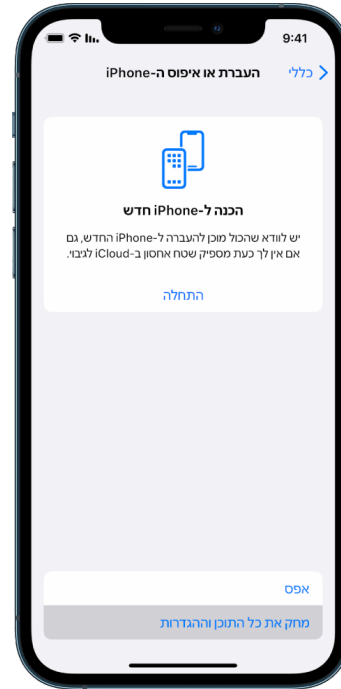 9:41
כללי
העברת או איפוס ה-iPhone
הכנה ל-iPhone חדש
יש לוודא שהכול מוכן להעברה ל-iPhone החדש, גם
אם אין לך כעת מספיק שטח אחסון ב-iCloud לגיבוי.
התחלה
אפס
מחק את כל התוכן וההגדרות